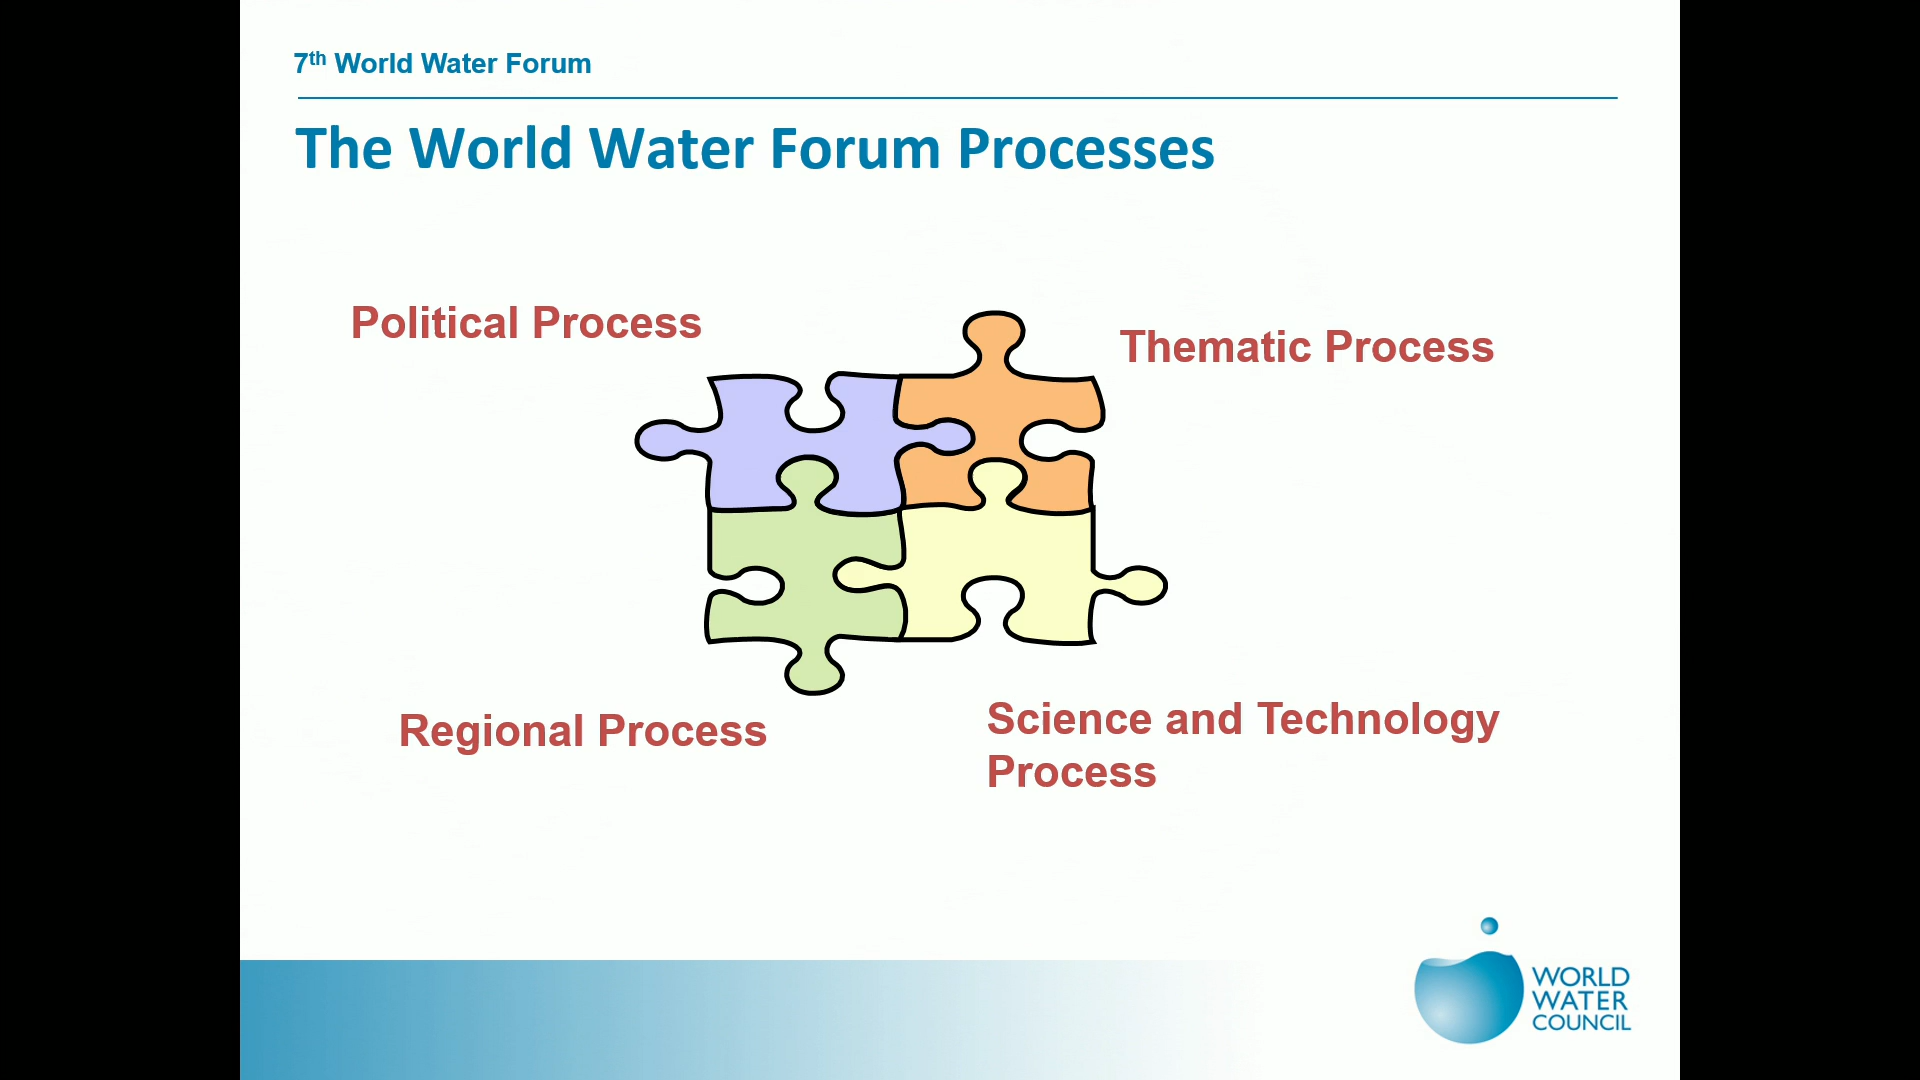 7th World Water Forum
The World Water Forum Processes
Political Process
Thematic Process
Regional Process
Science and Technology
Process
WORLD
WATER
COUNCIL